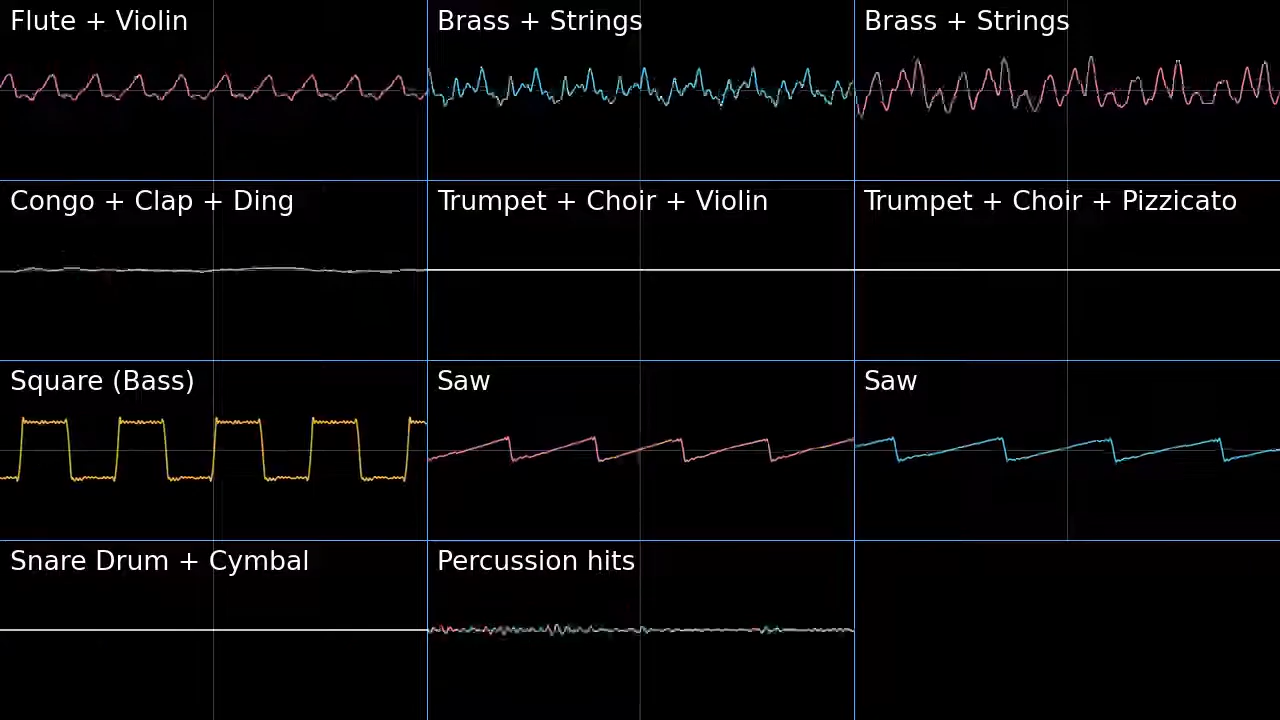 Flute + Violin
Brass + Strings
Brass + Strings
Congo + Clap + Ding
Trumpet + Choir + Violin
Trumpet + Choir + Pizzicato
Square (Bass)
Saw
Saw
Snare Drum + Cymbal
Percussion hits